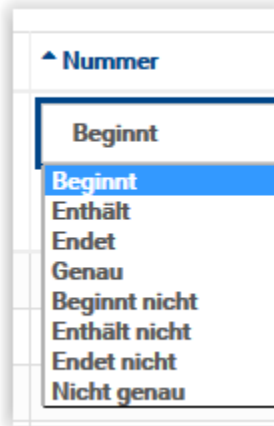 Nummer
Beginnt
Beginnt
Enthält
Endet
Genau
Beginnt nicht
Enthält nicht
Endet nicht
Nicht genau